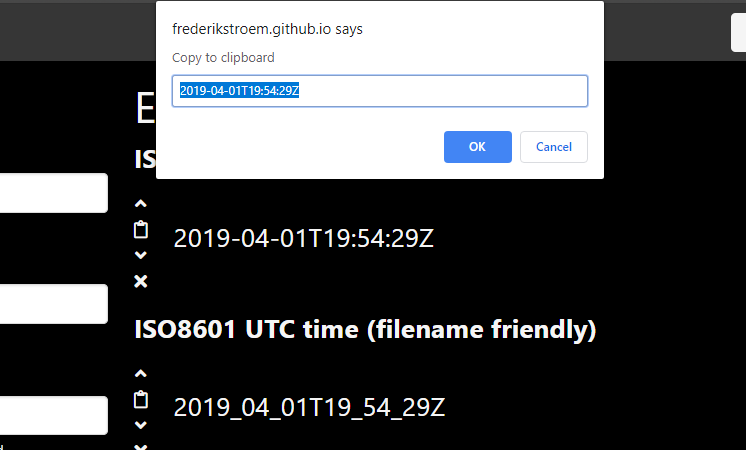 frederikstroem.github.io says
Copy to clipboard
2019-04-01T19:54:29Z
OK Cancel
2019-04-01T19:54:29Z
ISO8601 UTC time (filename friendly)
2019_04_01T19_54_29Z